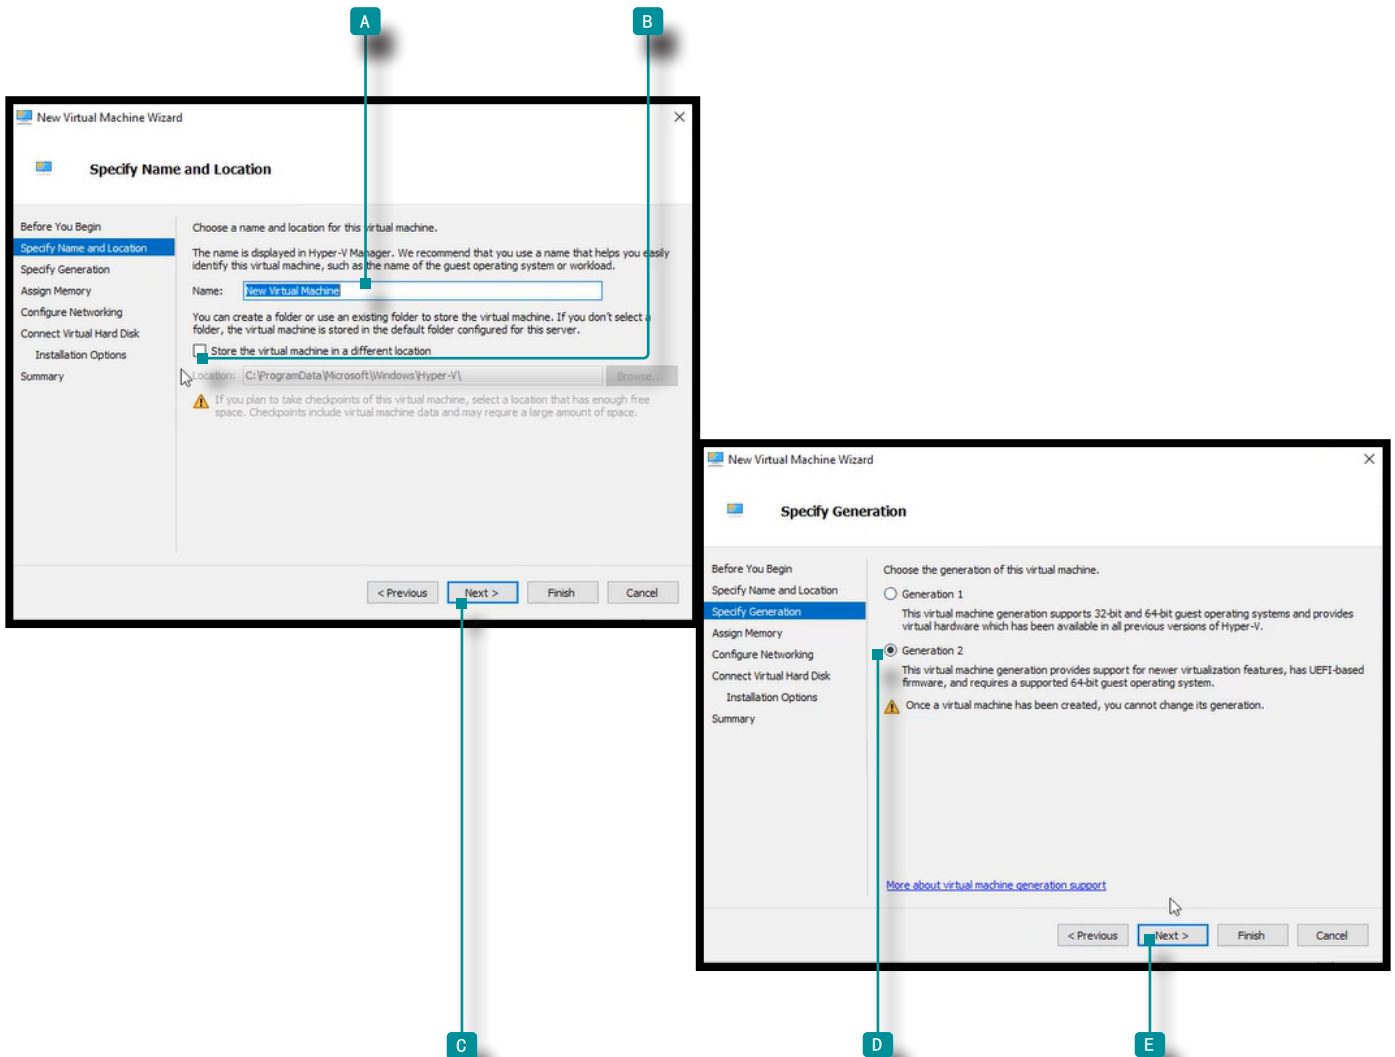 A
B
New Virtual Machine Wizard
Specify Name and Location
Before You Begin
Specify Name and Location
Specify Generation
Assign Memory
Configure Networking
Connect Virtual Hard Disk
Installation Options
Summary
Choose a name and location for this virtual machine.
The name is displayed in Hyper-V Manager. We recommend that you use a name that helps you easily
identify this virtual machine, such as the name of the guest operating system or workload.
Name: New Virtual Machine
You can create a folder or use an existing folder to store the virtual machine. If you don't select a
folder, the virtual machine is stored in the default folder configured for this server.
Store the virtual machine in a different location
Location: C:\ProgramData\Microsoft\Windows\Hyper-V\ Browse...
If you plan to take checkpoints of this virtual machine, select a location that has enough free
space. Checkpoints include virtual machine data and may require a large amount of space.
< Previous Next > Finish Cancel
New Virtual Machine Wizard
Specify Generation
Before You Begin
Specify Name and Location
Specify Generation
Assign Memory
Configure Networking
Connect Virtual Hard Disk
Installation Options
Summary
Choose the generation of this virtual machine.
Generation 1
This virtual machine generation supports 32-bit and 64-bit guest operating systems and provides
virtual hardware which has been available in all previous versions of Hyper-V.
Generation 2
This virtual machine generation provides support for newer virtualization features, has UEFI-based
firmware, and requires a supported 64-bit guest operating system.
Once a virtual machine has been created, you cannot change its generation.
More about virtual machine generation support
< Previous Next > Finish Cancel
C
D
E